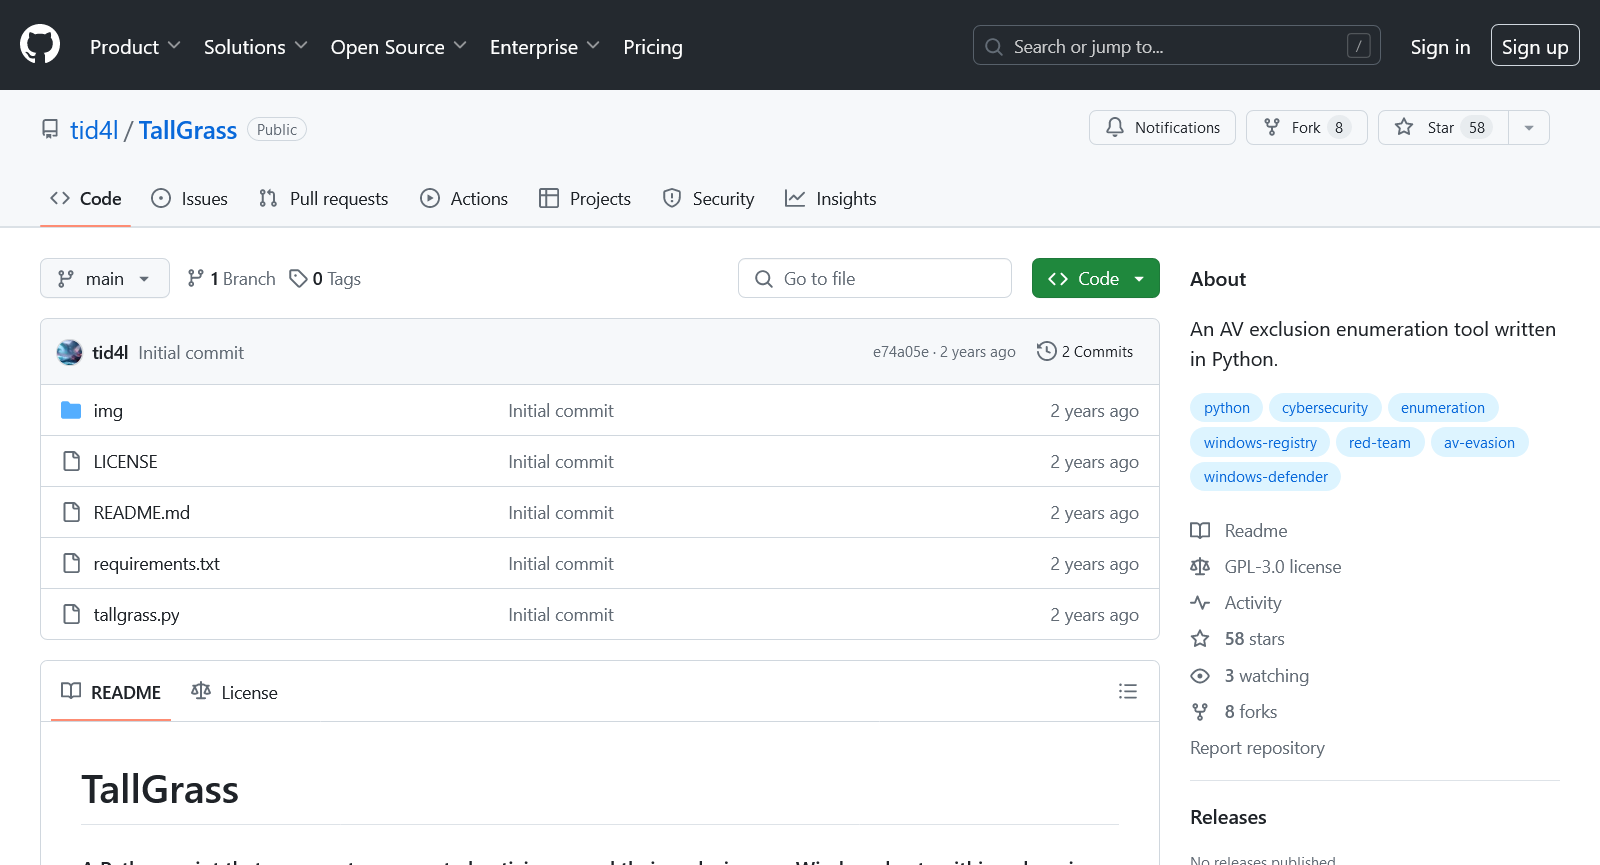 Product Solutions Open Source Enterprise Pricing Search or jump to... / Sign in Sign up
tid4l / TallGrass Public Notifications Fork 8 Star 58
Code Issues Pull requests Actions Projects Security Insights
main 1 Branch 0 Tags Go to file Code
tid4l Initial commit e74a05e · 2 years ago 2 Commits
img Initial commit 2 years ago
LICENSE Initial commit 2 years ago
README.md Initial commit 2 years ago
requirements.txt Initial commit 2 years ago
tallgrass.py Initial commit 2 years ago
README License
TallGrass
About
An AV exclusion enumeration tool written
in Python.
python cybersecurity enumeration
windows-registry red-team av-evasion
windows-defender
Readme
GPL-3.0 license
Activity
58 stars
3 watching
8 forks
Report repository
Releases
No releases published